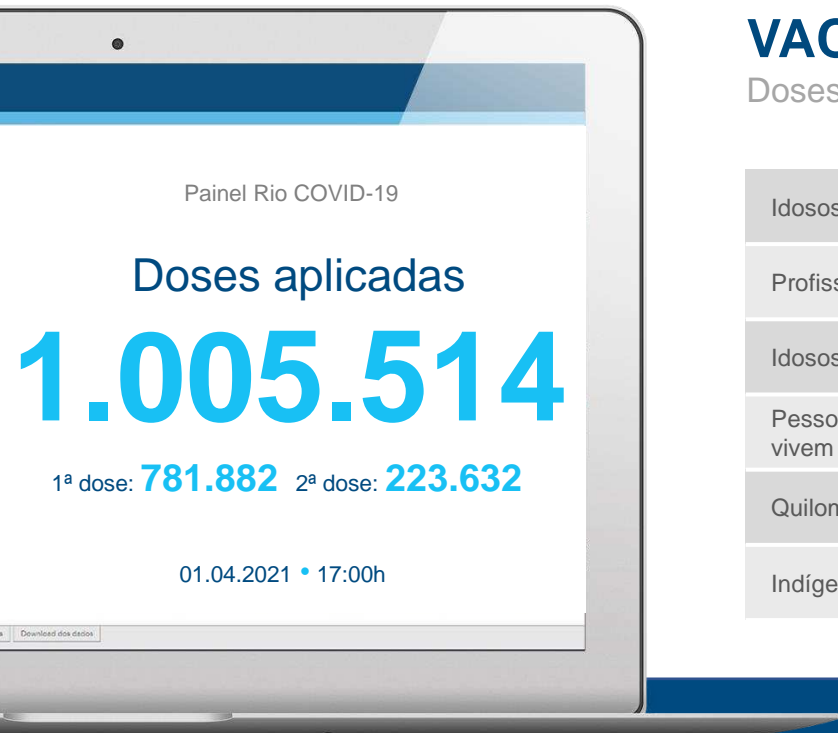 Painel Rio COVID-19
Doses aplicadas
1.005.514
1ª dose: 781.882 2ª dose: 223.632
01.04.2021 • 17:00h
Download dos dados
VAC
Doses
Idosos
Profiss
Idosos
Pesso
vivem
Quilom
Indíge